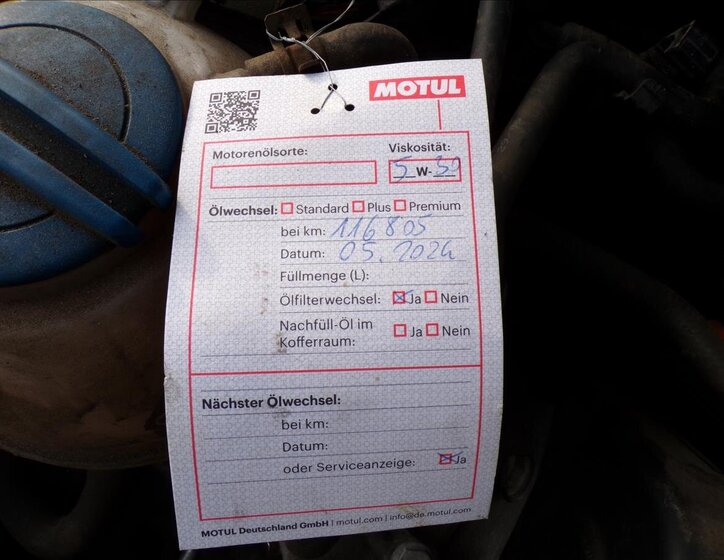 MOTUL
Motorenölsorte: Viskosität:
5 W-30
Ölwechsel: Standard Plus Premium
bei km: 116805
Datum: 05.2024
Füllmenge (L):
Ölfilterwechsel: Ja Nein
Nachfüll-Öl im
Kofferraum: Ja Nein
Nächster Ölwechsel:
bei km:
Datum:
oder Serviceanzeige: Ja
MOTUL Deutschland GmbH | motul.com | info@de.motul.com